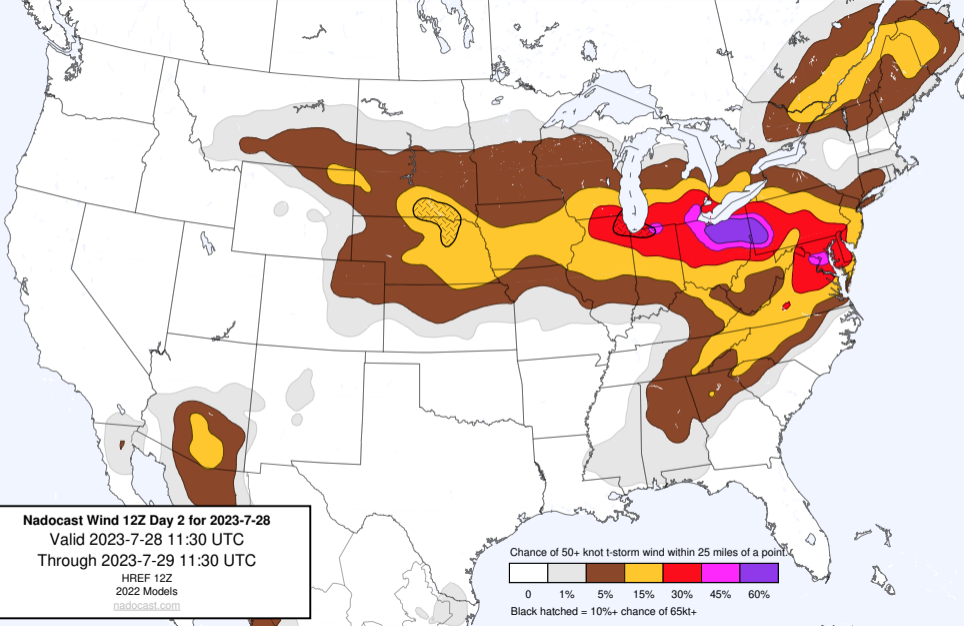 Nadocast Wind 12Z Day 2 for 2023-7-28
Valid 2023-7-28 11:30 UTC
Through 2023-7-29 11:30 UTC
HREF 12Z
2022 Models
nadocast.com
Chance of 50+ knot t-storm wind within 25 miles of a point.
0 1% 5% 15% 30% 45% 60%
Black hatched = 10%+ chance of 65kt+